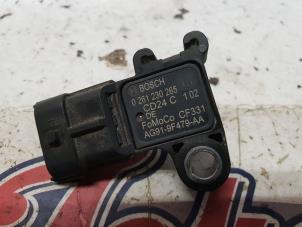 BOSCH
0 261 230 265
CD24 C 1 02
DE
FoMoCo CF331
AG91-9F479-AA